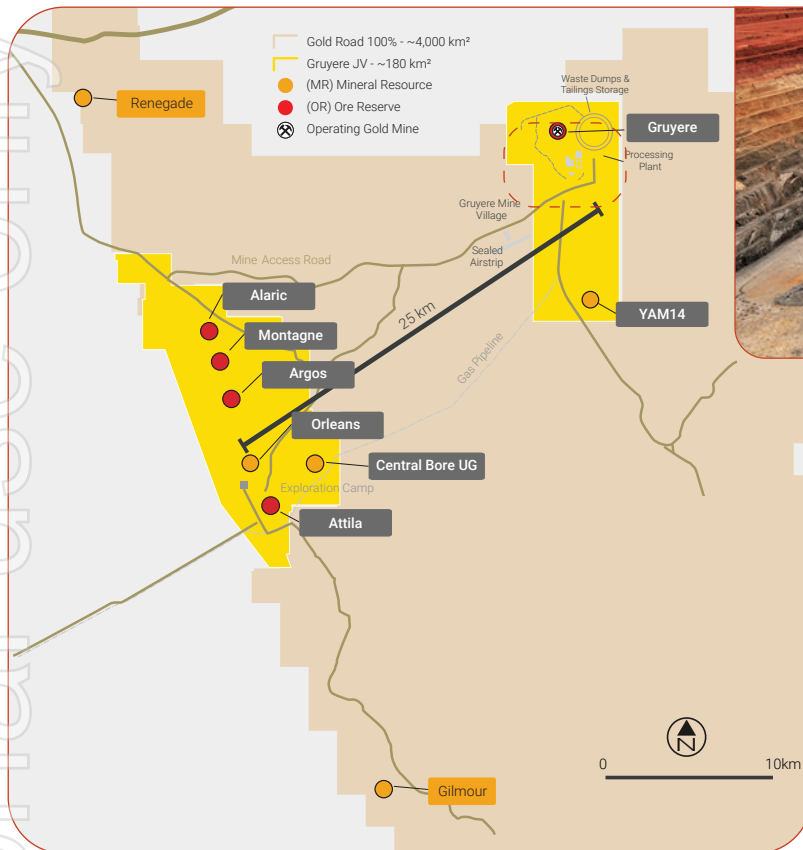 Gold Road 100% - ~4,000 km²
Gruyere JV - ~180 km²
(MR) Mineral Resource
(OR) Ore Reserve
Operating Gold Mine
Renegade
Waste Dumps &
Tailings Storage
Gruyere
Processing
Plant
Gruyere Mine
Village
Sealed
Airstrip
Mine Access Road
Alaric
25 km
YAM14
Montagne
Gas Pipeline
Argos
Orleans
Central Bore UG
Exploration Camp
Attila
N
0 10km
Gilmour